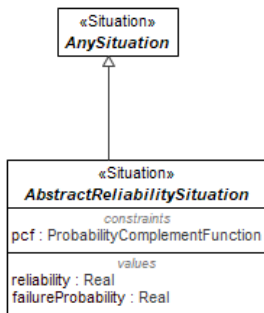 «Situation»
AnySituation
«Situation»
AbstractReliabilitySituation
constraints
pcf : ProbabilityComplementFunction
values
reliability : Real
failureProbability : Real